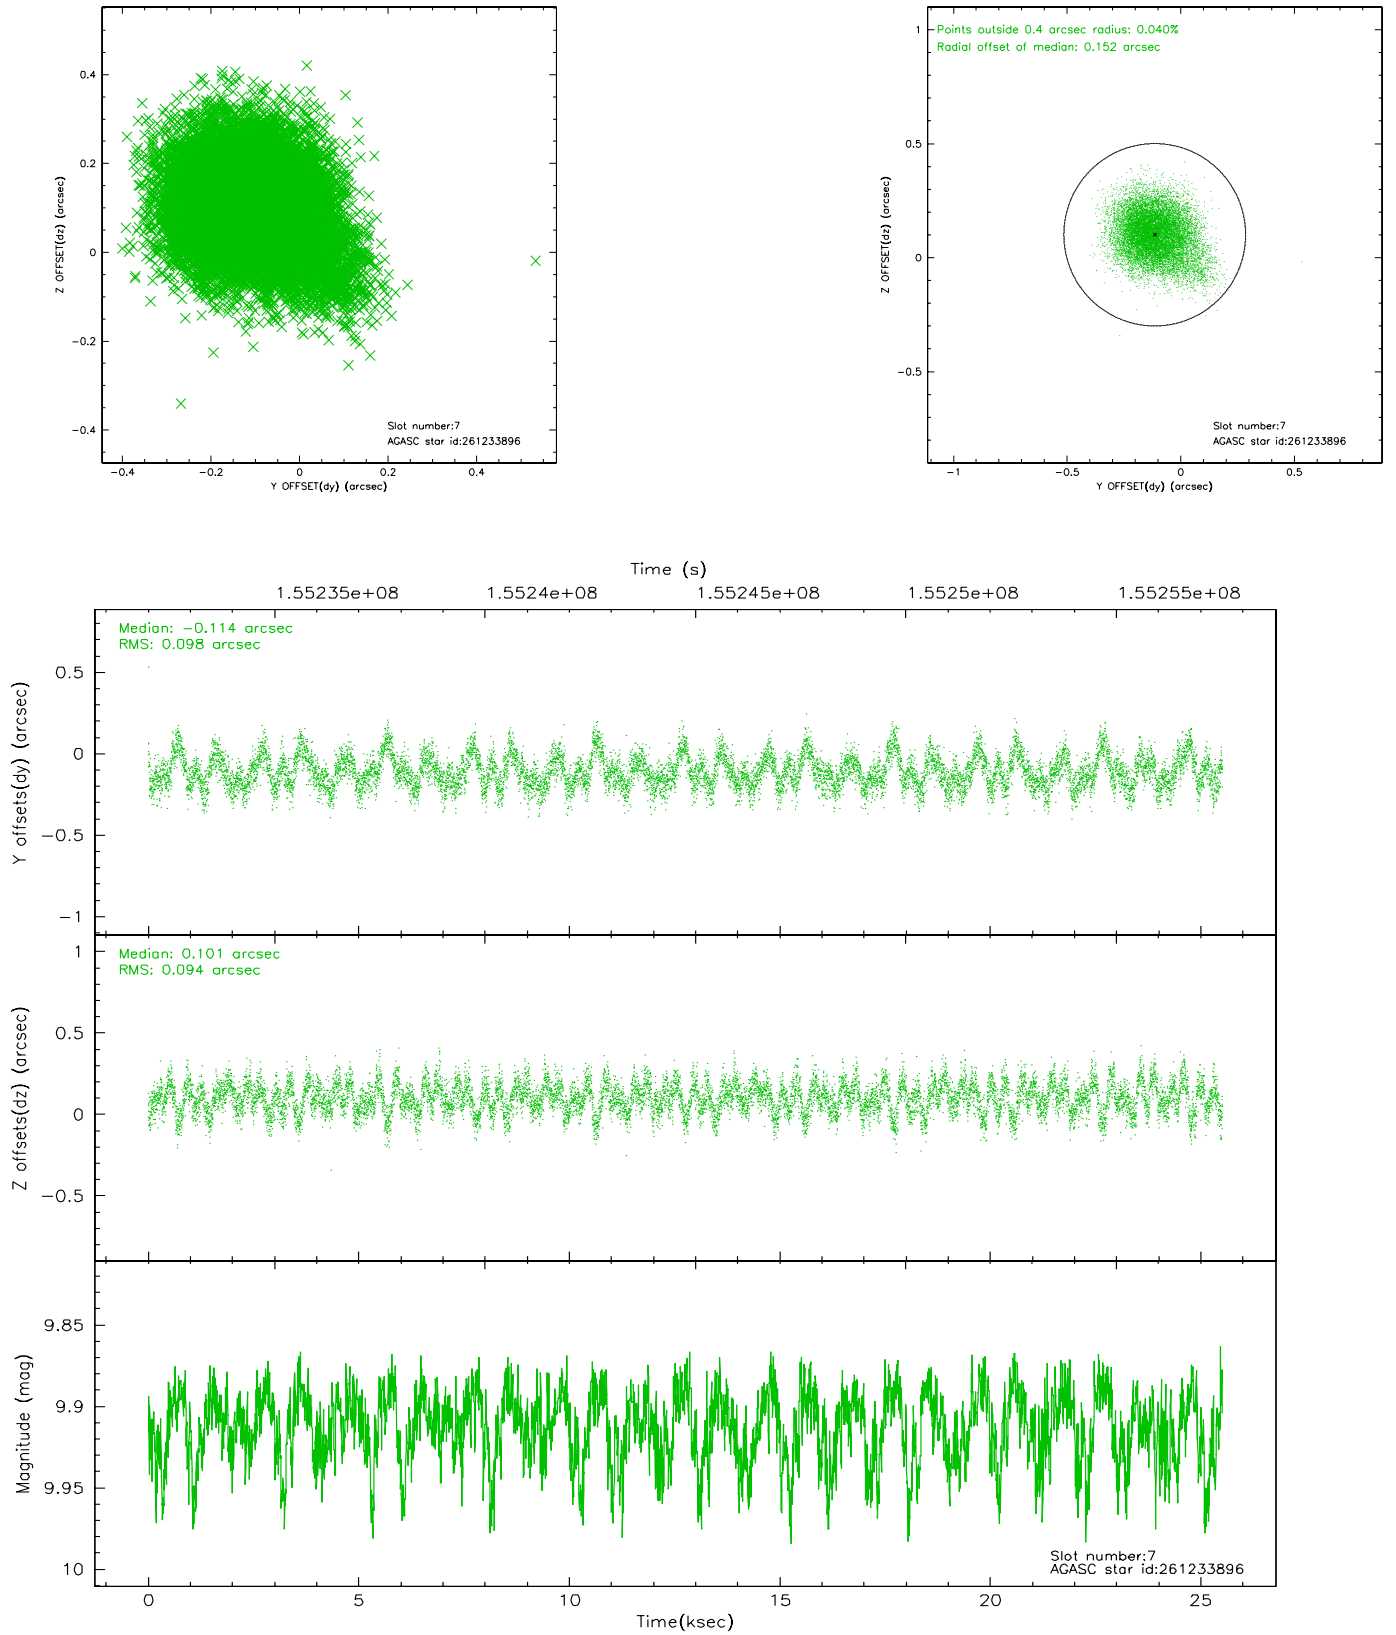 0.4
0.2
0
−0.2
−0.4
Z OFFSET(dz) (arcsec)
Slot number:7
AGASC star id:261233896
−0.4 −0.2 0 0.2 0.4
Y OFFSET(dy) (arcsec)
Points outside 0.4 arcsec radius: 0.040%
Radial offset of median: 0.152 arcsec
1
0.5
0
−0.5
Z OFFSET(dz) (arcsec)
Slot number:7
AGASC star id:261233896
−1 −0.5 0 0.5
Y OFFSET(dy) (arcsec)
Time (s)
1.55235e+08 1.5524e+08 1.55245e+08 1.5525e+08 1.55255e+08
Median: −0.114 arcsec
RMS: 0.098 arcsec
0.5
0
−0.5
−1
Y offsets(dy) (arcsec)
Median: 0.101 arcsec
RMS: 0.094 arcsec
1
0.5
0
−0.5
Z offsets(dz) (arcsec)
9.85
9.9
9.95
10
Magnitude (mag)
Slot number:7
AGASC star id:261233896
0 5 10 15 20 25
Time(ksec)